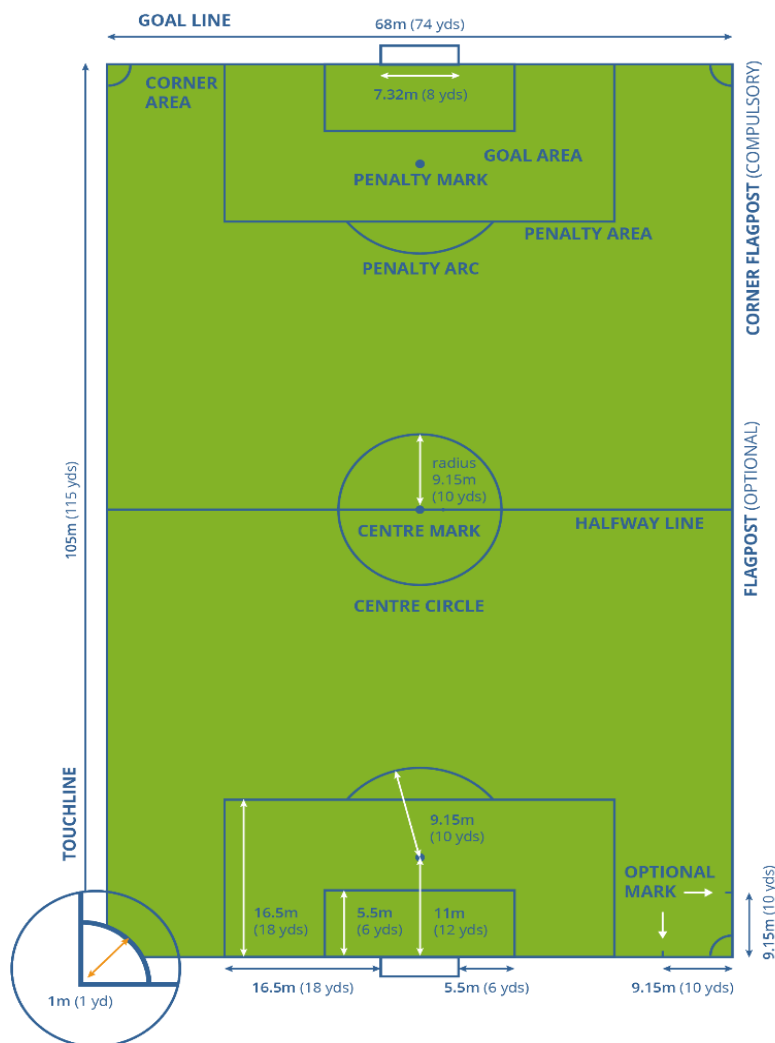 GOAL LINE
68m (74 yds)
CORNER
AREA
7.32m (8 yds)
GOAL AREA
PENALTY MARK
PENALTY AREA
PENALTY ARC
CORNER FLAGPOST (COMPULSORY)
radius
9.15m
(10 yds)
105m (115 yds)
CENTRE MARK
HALFWAY LINE
FLAGPOST (OPTIONAL)
CENTRE CIRCLE
TOUCHLINE
9.15m
(10 yds)
OPTIONAL
MARK
16.5m
(18 yds)
5.5m
(6 yds)
11m
(12 yds)
9.15m (10 yds)
1m (1 yd)
16.5m (18 yds)
5.5m (6 yds)
9.15m (10 yds)